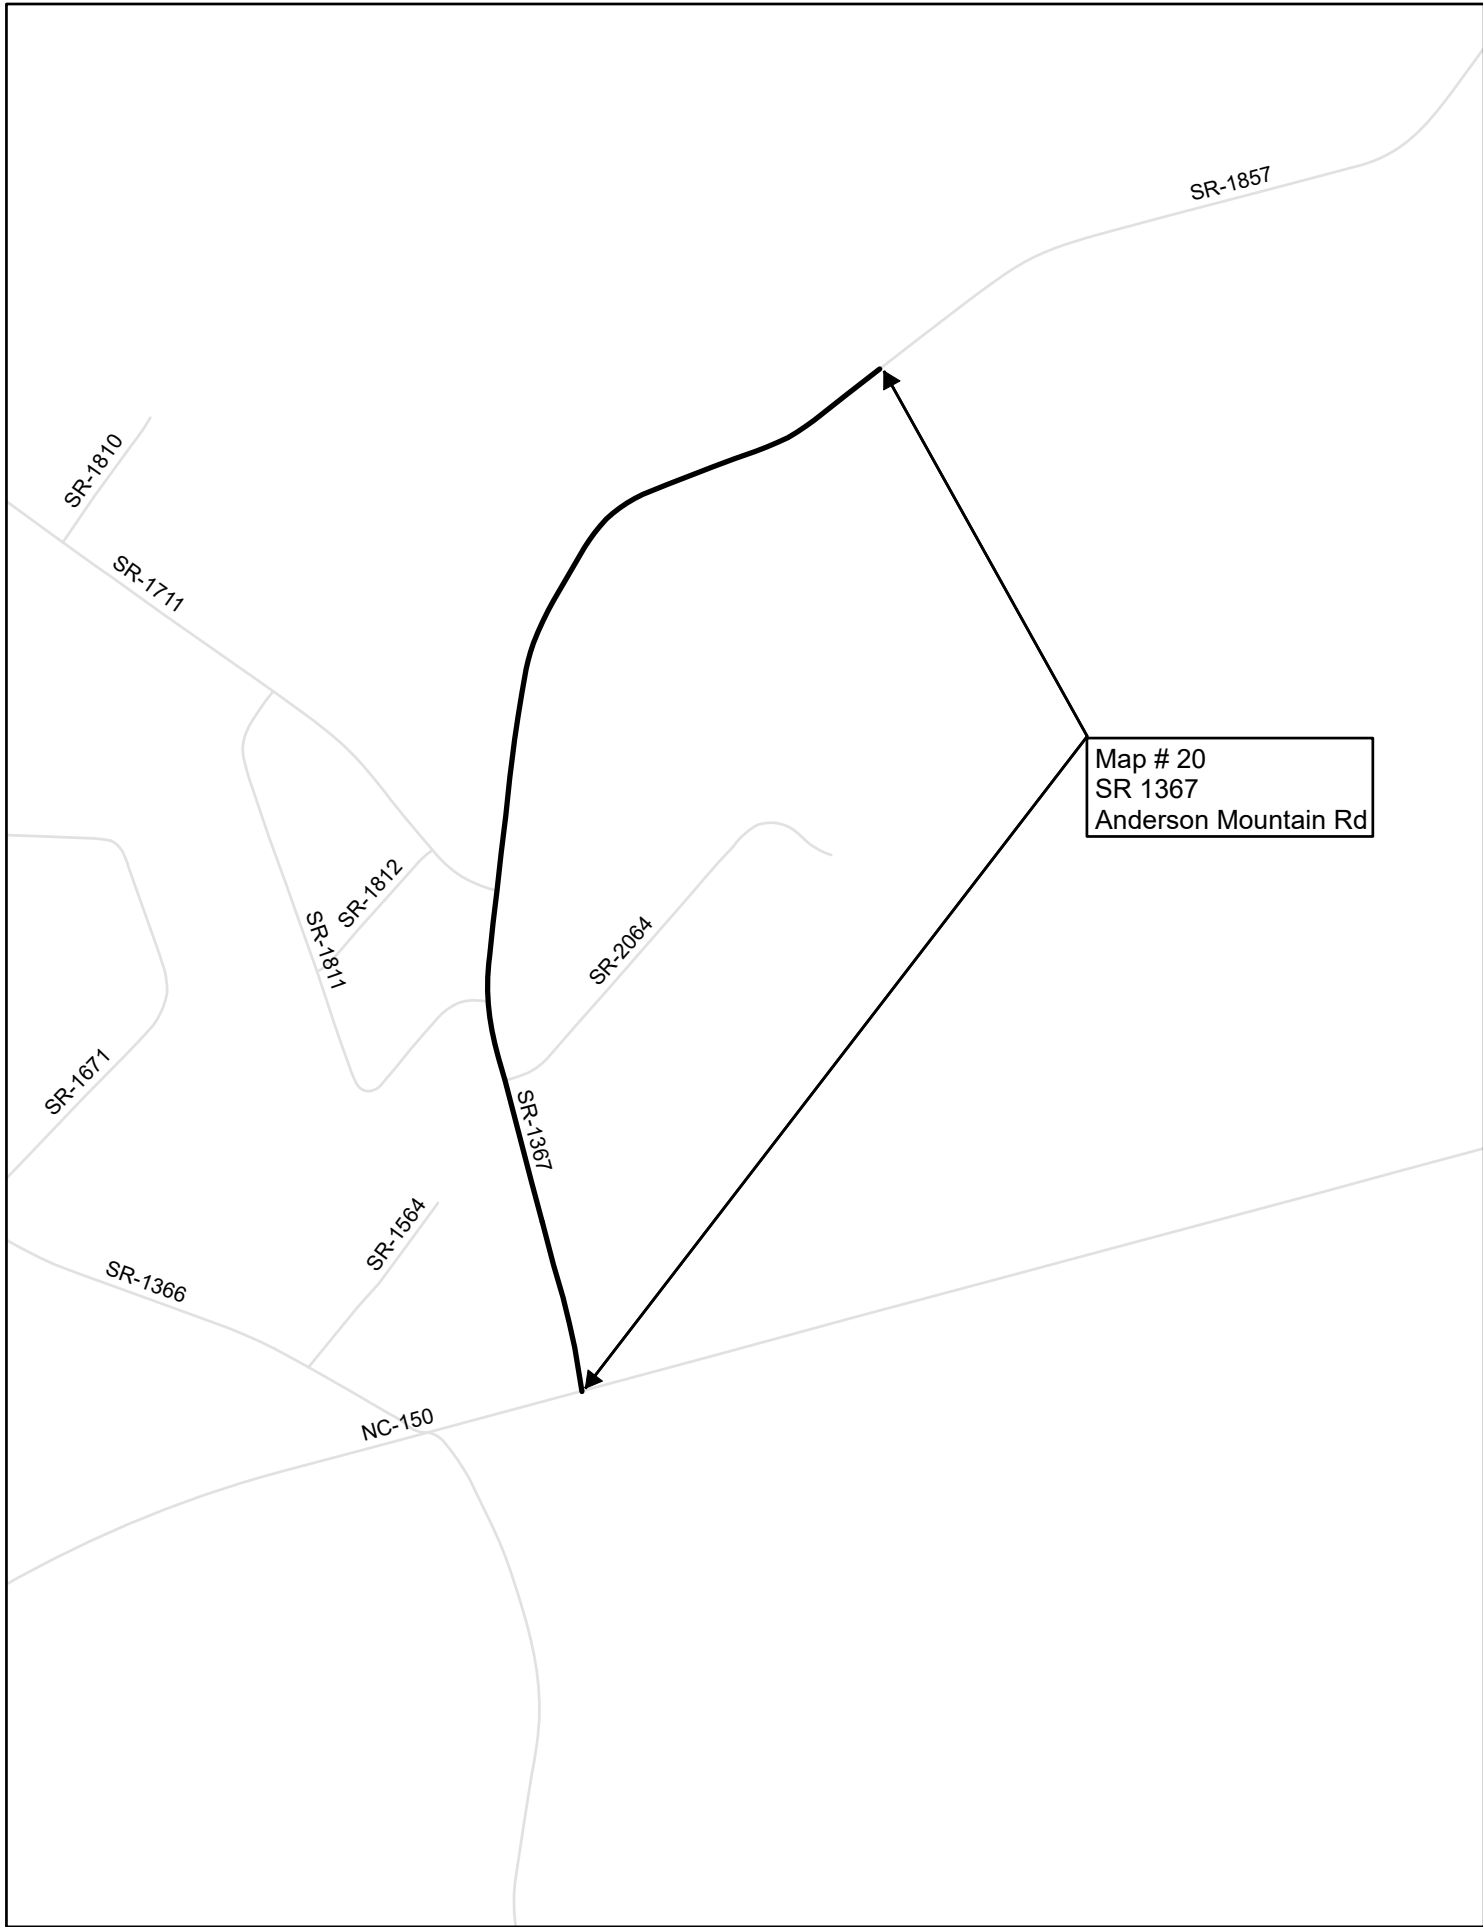 SR-1857
SR-1810
SR-1711
Map # 20
SR 1367
Anderson Mountain Rd
SR-1812
SR-1811
SR-2064
SR-1671
SR-1367
SR-1564
SR-1366
NC-150